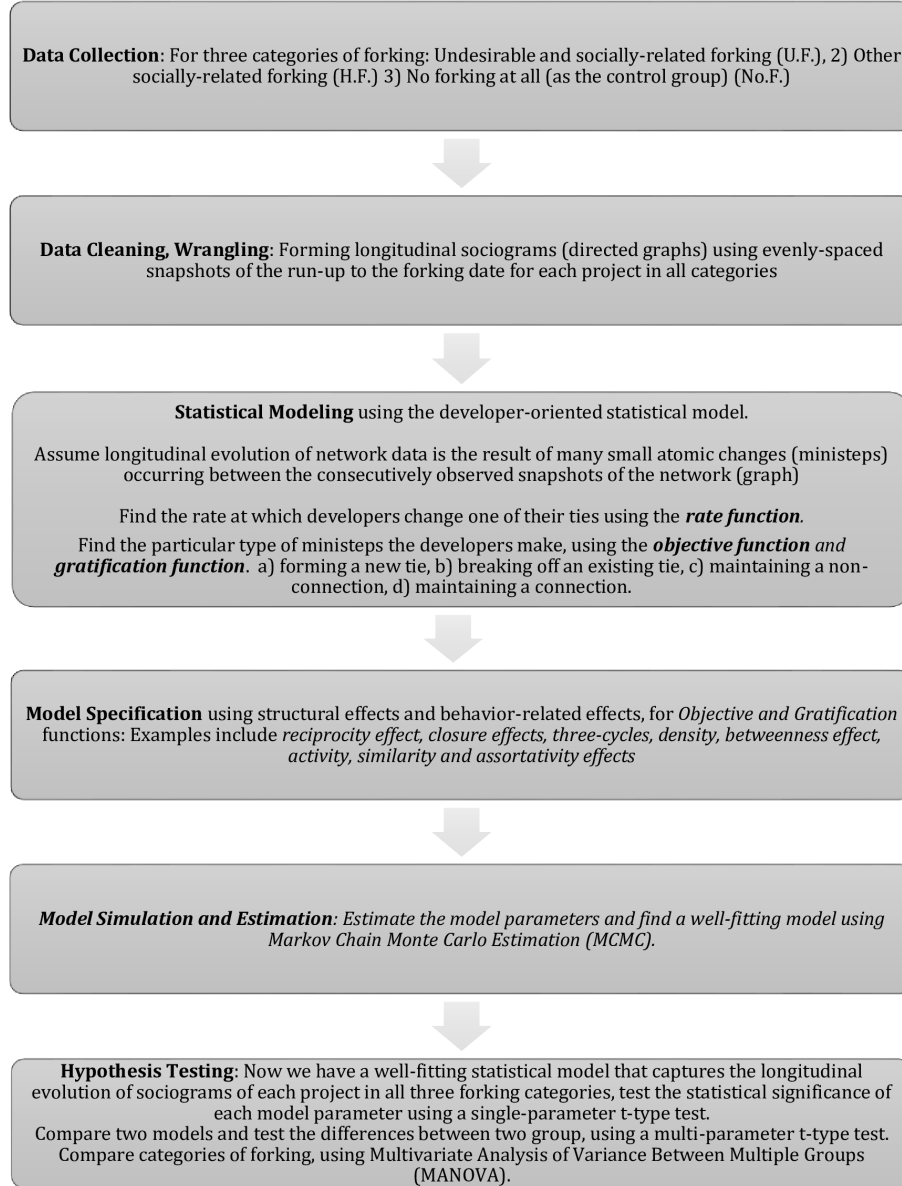 Data Collection: For three categories of forking: Undesirable and socially-related forking (U.F.), 2) Other
socially-related forking (H.F.) 3) No forking at all (as the control group) (No.F.)
Data Cleaning, Wrangling: Forming longitudinal sociograms (directed graphs) using evenly-spaced
snapshots of the run-up to the forking date for each project in all categories
Statistical Modeling using the developer-oriented statistical model.
Assume longitudinal evolution of network data is the result of many small atomic changes (ministeps)
occurring between the consecutively observed snapshots of the network (graph)
Find the rate at which developers change one of their ties using the rate function.
Find the particular type of ministeps the developers make, using the objective function and
gratification function. a) forming a new tie, b) breaking off an existing tie, c) maintaining a non-
connection, d) maintaining a connection.
Model Specification using structural effects and behavior-related effects, for Objective and Gratification
functions: Examples include reciprocity effect, closure effects, three-cycles, density, betweenness effect,
activity, similarity and assortativity effects
Model Simulation and Estimation: Estimate the model parameters and find a well-fitting model using
Markov Chain Monte Carlo Estimation (MCMC).
Hypothesis Testing: Now we have a well-fitting statistical model that captures the longitudinal
evolution of sociograms of each project in all three forking categories, test the statistical significance of
each model parameter using a single-parameter t-type test.
Compare two models and test the differences between two group, using a multi-parameter t-type test.
Compare categories of forking, using Multivariate Analysis of Variance Between Multiple Groups
(MANOVA).